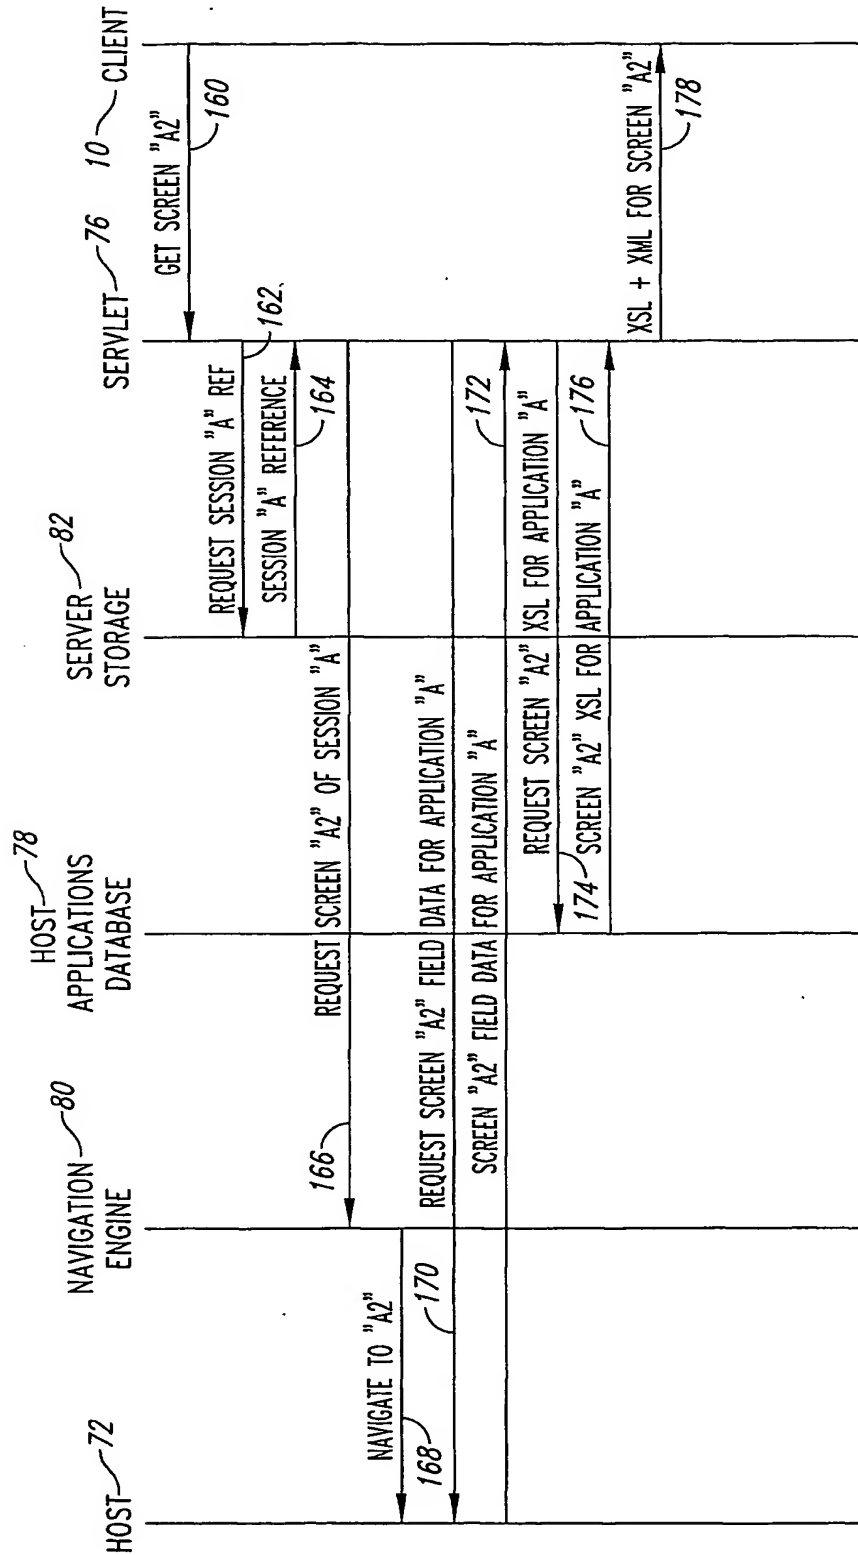 HOST 72
NAVIGATION 80
ENGINE
HOST 78
APPLICATIONS
DATABASE
SERVER 82
STORAGE
SERVLET 76
10 CLIENT
GET SCREEN "A2"
160
REQUEST SESSION "A" REF
162
SESSION "A" REFERENCE
164
REQUEST SCREEN "A2" OF SESSION "A"
166
NAVIGATE TO "A2"
168
REQUEST SCREEN "A2" FIELD DATA FOR APPLICATION "A"
170
SCREEN "A2" FIELD DATA FOR APPLICATION "A"
172
REQUEST SCREEN "A2" XSL FOR APPLICATION "A"
174
SCREEN "A2" XSL FOR APPLICATION "A"
176
XSL + XML FOR SCREEN "A2"
178